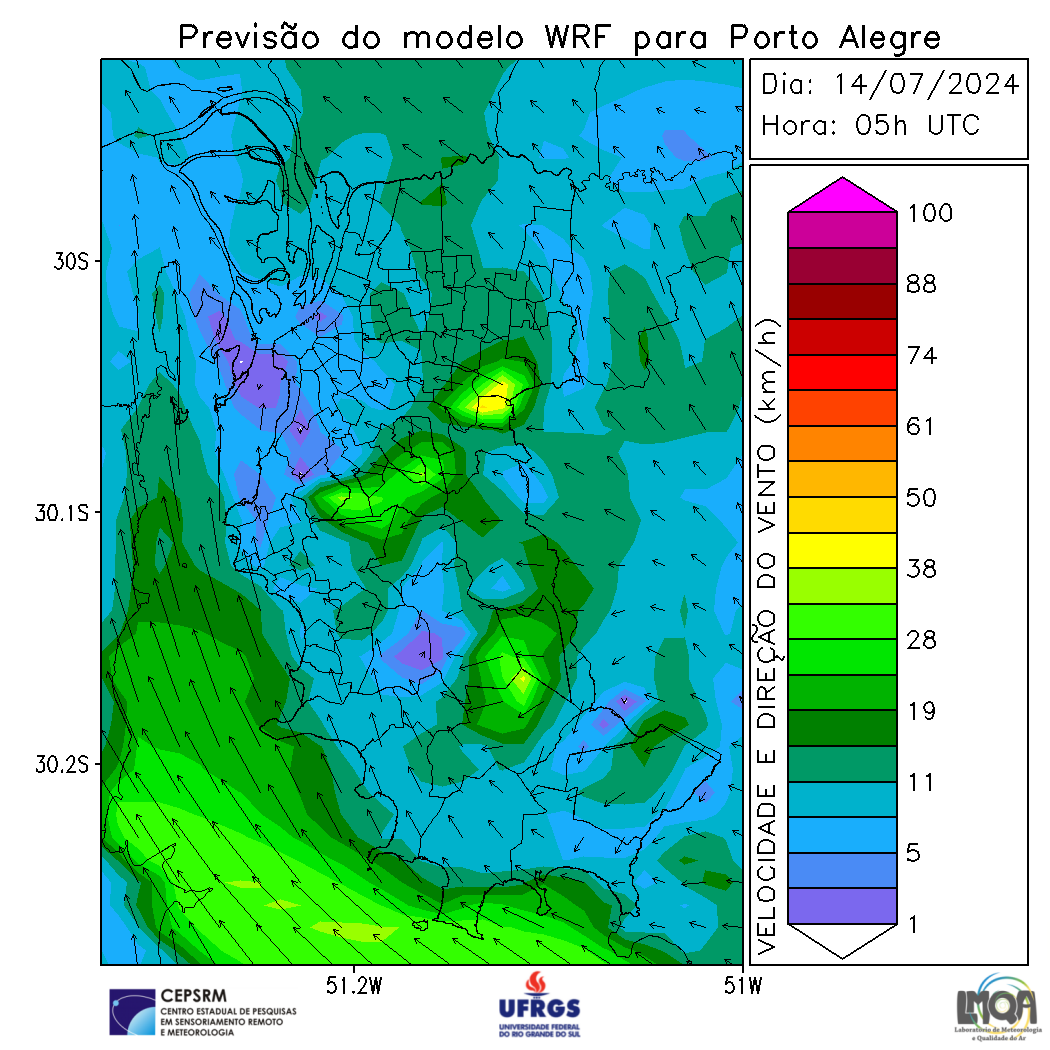 Previsão do modelo WRF para Porto Alegre
Dia: 14/07/2024
Hora: 05h UTC
30S
30.1S
30.2S
51.2W
51W
VELOCIDADE E DIREÇÃO DO VENTO (km/h)
100
88
74
61
50
38
28
19
11
5
1
CEPSRM
CENTRO ESTADUAL DE PESQUISAS
EM SENSORIAMENTO REMOTO
E METEOROLOGIA
UFRGS
UNIVERSIDADE FEDERAL
DO RIO GRANDE DO SUL
LMQA
Laboratório de Meteorologia
e Qualidade do Ar